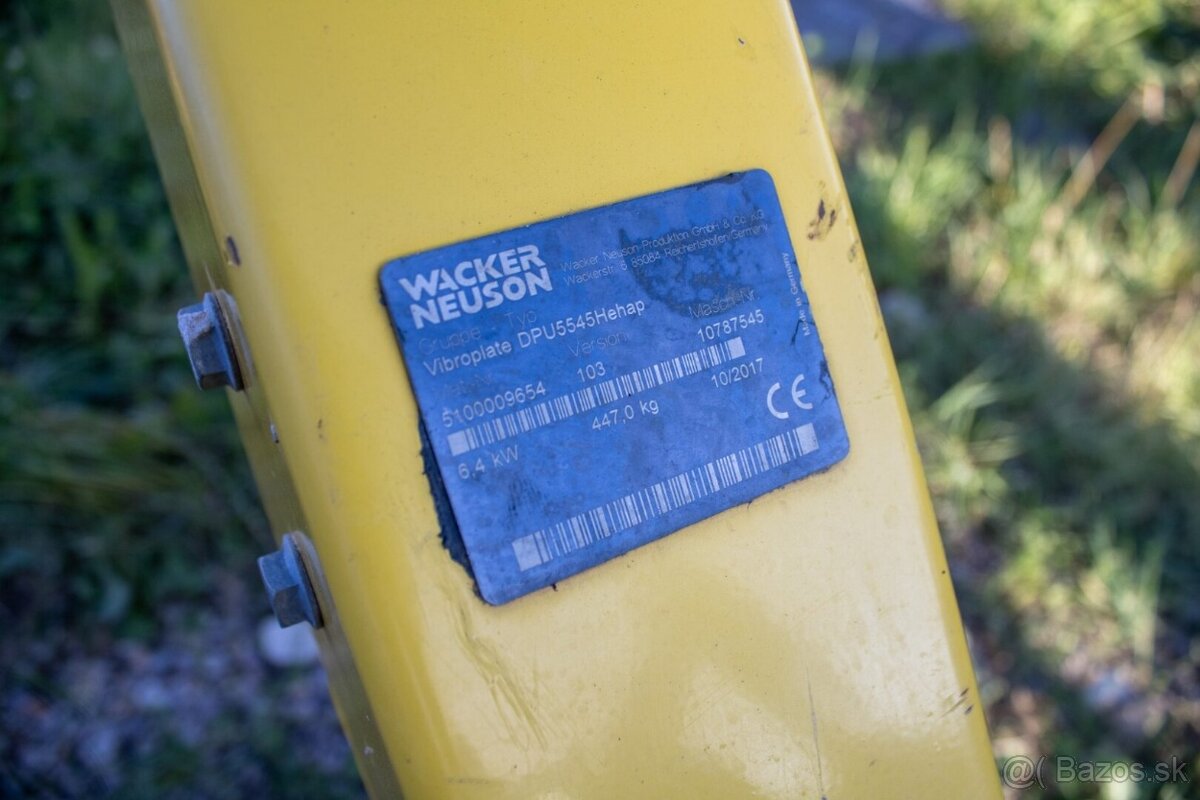 WACKER
NEUSON
Wacker Neuson Produktion GmbH & Co. AG
Wackerstr. 6 85084 Reichertshofen/Germany
Gruppe Typ
Vibroplate DPU5545Hehap
Version Masch-Nr.
5100009654 103 10787545
6,4 kW 447,0 kg 10/2017
CE
Made in Germany
@( Bazos.sk